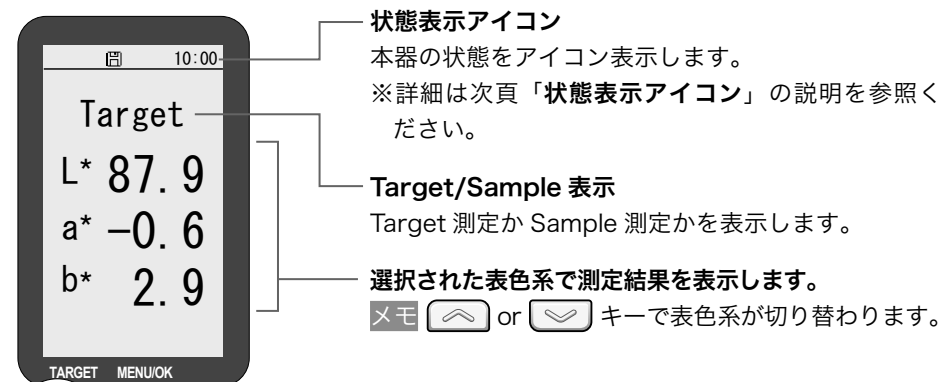 10:00
Target
L* 87.9
a* −0.6
b* 2.9
TARGET MENU/OK
状態表示アイコン
本器の状態をアイコン表示します。
※詳細は次頁「状態表示アイコン」の説明を参照く
ださい。
Target/Sample 表示
Target 測定か Sample 測定かを表示します。
選択された表色系で測定結果を表示します。
メモ or キーで表色系が切り替わります。